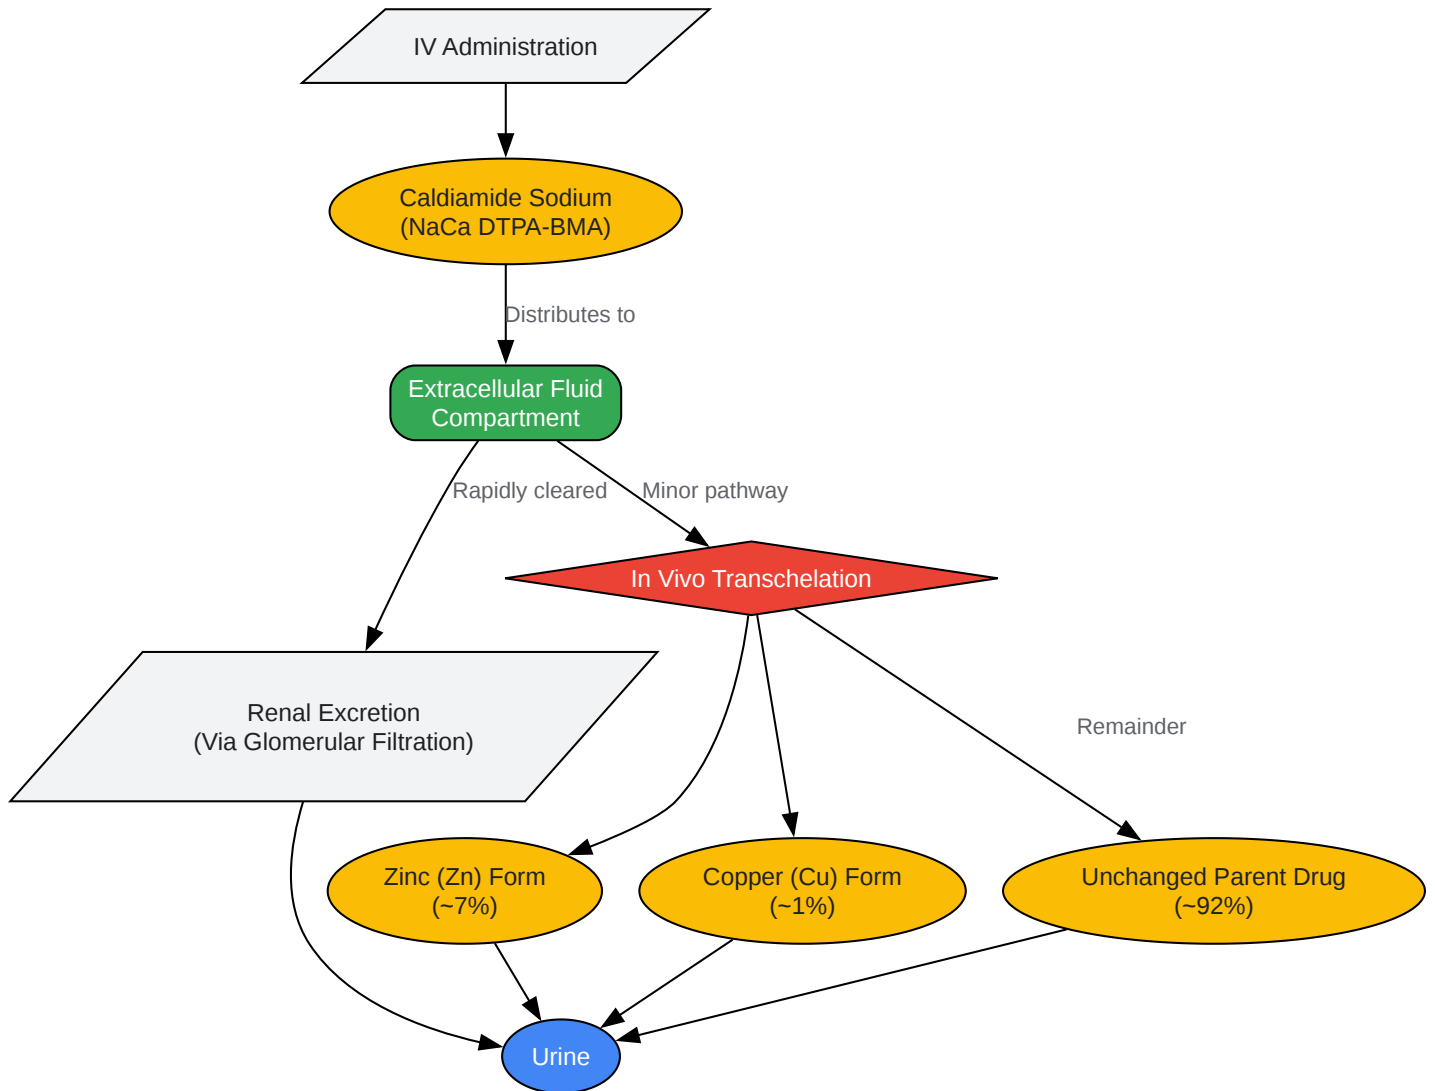 IV Administration
Caldiamide Sodium
(NaCa DTPA-BMA)
Distributes to
Extracellular Fluid
Compartment
Rapidly cleared
Minor pathway
In Vivo Transchelation
Renal Excretion
(Via Glomerular Filtration)
Remainder
Zinc (Zn) Form
(~7%)
Copper (Cu) Form
(~1%)
Unchanged Parent Drug
(~92%)
Urine